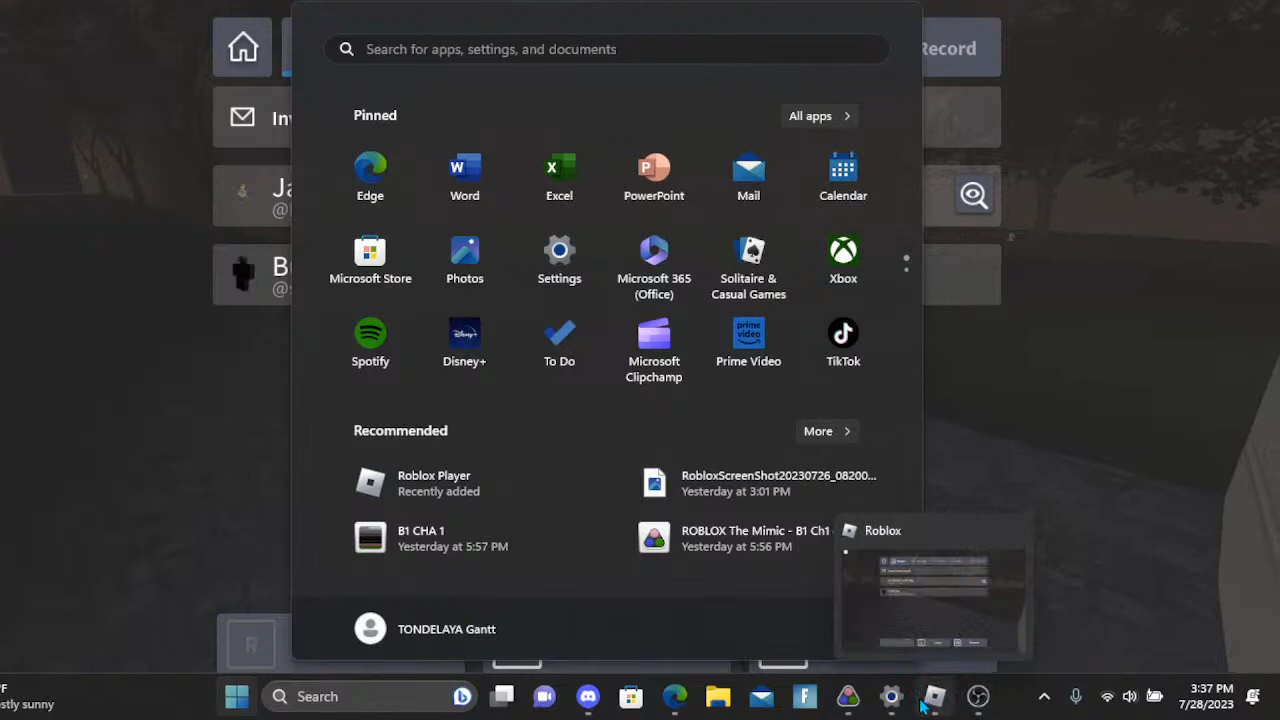 Record
Search for apps, settings, and documents
Pinned
All apps
Edge
Word
Excel
PowerPoint
Mail
Calendar
Microsoft Store
Photos
Settings
Microsoft 365
(Office)
Solitaire &
Casual Games
Xbox
Spotify
Disney+
To Do
Microsoft
Clipchamp
prime
video
Prime Video
TikTok
Recommended
More
Roblox Player
Recently added
RobloxScreenShot20230726_08200...
Yesterday at 3:01 PM
B1 CHA 1
Yesterday at 5:57 PM
ROBLOX The Mimic - B1 Ch1
Yesterday at 5:56 PM
Roblox
TONDELAYA Gantt
R
Search
3:37 PM
7/28/2023